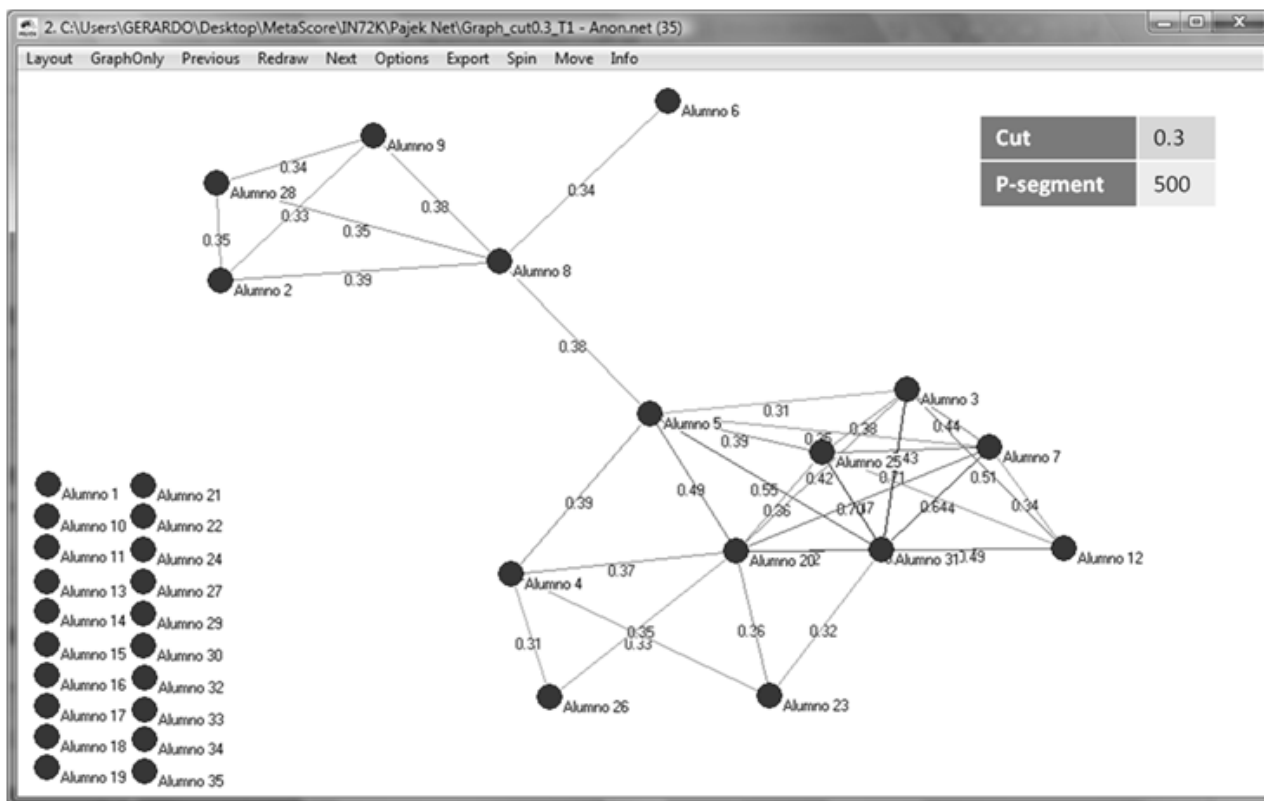 2. C:\Users\GERARDO\Desktop\MetaScore\IN72K\Pajek Net\Graph_cut0.3_T1 - Anon.net (35)
Layout GraphOnly Previous Redraw Next Options Export Spin Move Info
Alumno 6
Cut 0.3
P-segment 500
Alumno 9
0.34
Alumno 28
0.34
0.33
0.38
0.35
0.35
Alumno 8
0.39
Alumno 2
0.38
Alumno 3
0.31
Alumno 5
0.38
0.44
0.39
Alumno 7
Alumno 25
0.42
0.51
0.39
0.49
0.55
0.36
0.34
Alumno 20
Alumno 31
0.49
Alumno 12
0.37
Alumno 4
0.31
0.35
0.33
0.36
0.32
Alumno 26
Alumno 23
Alumno 1
Alumno 21
Alumno 10
Alumno 22
Alumno 11
Alumno 24
Alumno 13
Alumno 27
Alumno 14
Alumno 29
Alumno 15
Alumno 30
Alumno 16
Alumno 32
Alumno 17
Alumno 33
Alumno 18
Alumno 34
Alumno 19
Alumno 35